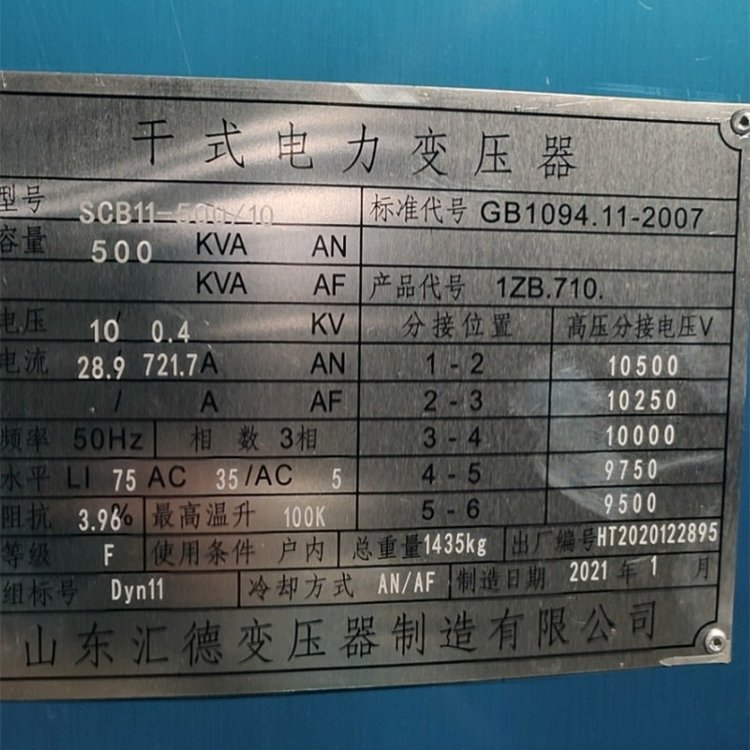 干式电力变压器
型号 SCB11-500/10 标准代号 GB1094.11-2007
容量 500 KVA AN
KVA AF 产品代号 1ZB.710.
电压 10 / 0.4 KV 分接位置 高压分接电压V
电流 28.9 / 721.7 A AN 1-2 10500
/ A AF 2-3 10250
频率 50Hz 相数 3相 3-4 10000
水平 LI 75 AC 35/AC 5 4-5 9750
阻抗 3.96% 最高温升 100K 5-6 9500
等级 F 使用条件 户内 总重量 1435kg 出厂编号 HT2020122895
组标号 Dyn11 冷却方式 AN/AF 制造日期 2021年1月
山东汇德变压器制造有限公司